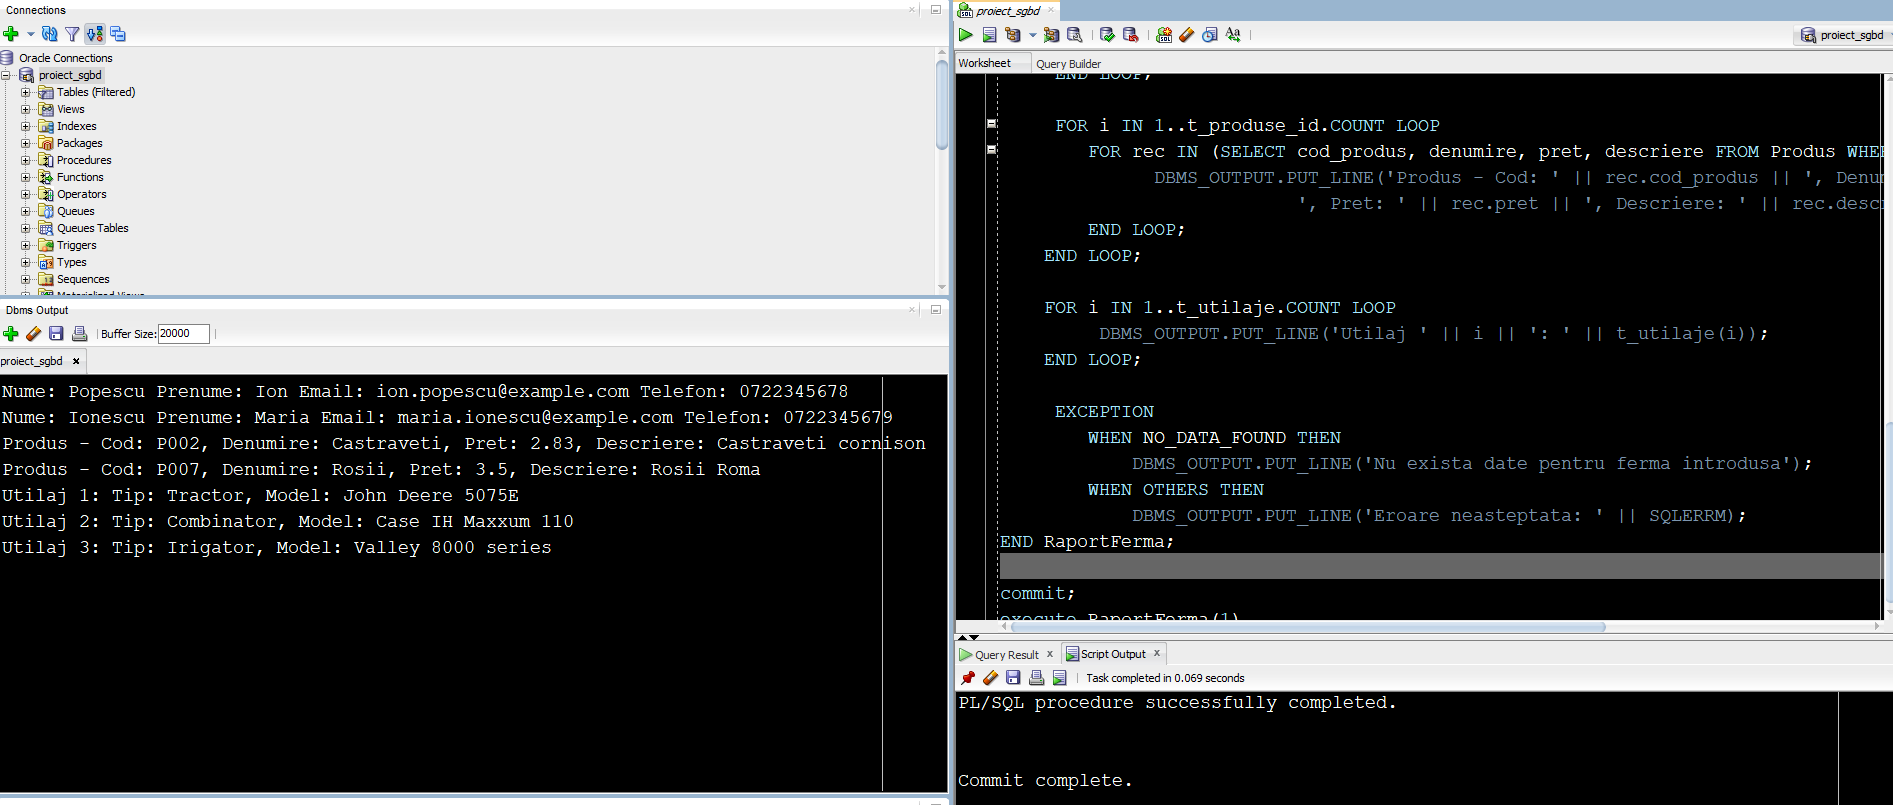 Connections
Oracle Connections
proiect_sgbd
Tables (Filtered)
Views
Indexes
Packages
Procedures
Functions
Operators
Queues
Queues Tables
Triggers
Types
Sequences
Dbms Output
Buffer Size: 20000
proiect_sgbd
Nume: Popescu Prenume: Ion Email: ion.popescu@example.com Telefon: 0722345678
Nume: Ionescu Prenume: Maria Email: maria.ionescu@example.com Telefon: 0722345679
Produs - Cod: P002, Denumire: Castraveti, Pret: 2.83, Descriere: Castraveti cornison
Produs - Cod: P007, Denumire: Rosii, Pret: 3.5, Descriere: Rosii Roma
Utilaj 1: Tip: Tractor, Model: John Deere 5075E
Utilaj 2: Tip: Combinator, Model: Case IH Maxxum 110
Utilaj 3: Tip: Irigator, Model: Valley 8000 series
proiect_sgbd
proiect_sgbd
Worksheet Query Builder
END LOOP;
FOR i IN 1..t_produse_id.COUNT LOOP
FOR rec IN (SELECT cod_produs, denumire, pret, descriere FROM Produs WHE
DBMS_OUTPUT.PUT_LINE('Produs - Cod: ' || rec.cod_produs || ', Denu
', Pret: ' || rec.pret || ', Descriere: ' || rec.desc
END LOOP;
END LOOP;
FOR i IN 1..t_utilaje.COUNT LOOP
DBMS_OUTPUT.PUT_LINE('Utilaj ' || i || ': ' || t_utilaje(i));
END LOOP;
EXCEPTION
WHEN NO_DATA_FOUND THEN
DBMS_OUTPUT.PUT_LINE('Nu exista date pentru ferma introdusa');
WHEN OTHERS THEN
DBMS_OUTPUT.PUT_LINE('Eroare neasteptata: ' || SQLERRM);
END RaportFerma;
commit;
execute RaportFerma(1)
Query Result Script Output
Task completed in 0.069 seconds
PL/SQL procedure successfully completed.
Commit complete.